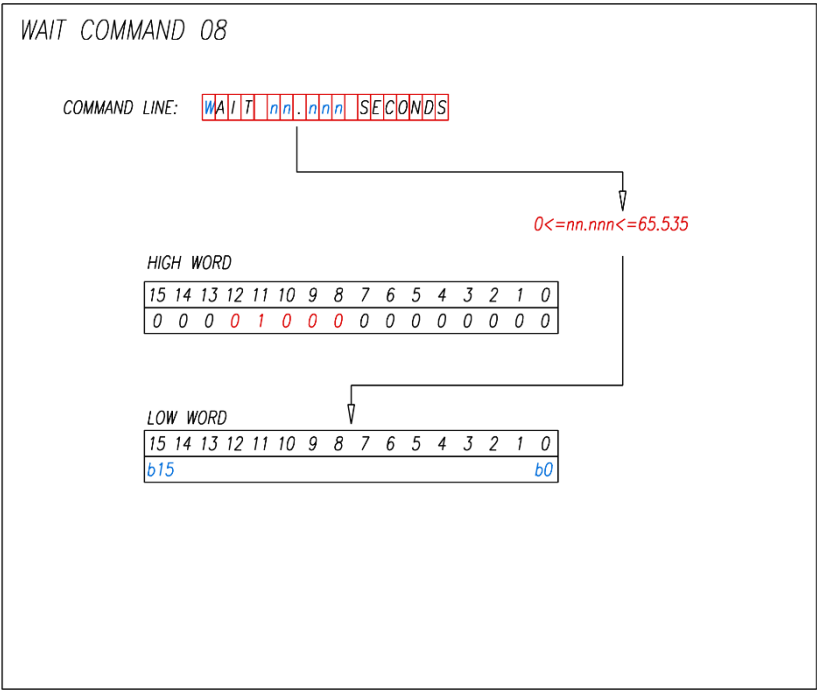 WAIT COMMAND 08
COMMAND LINE: WAIT nn.nnn SECONDS
0<=nn.nnn<=65.535
HIGH WORD
15 14 13 12 11 10 9 8 7 6 5 4 3 2 1 0
0 0 0 0 1 0 0 0 0 0 0 0 0 0 0 0
LOW WORD
15 14 13 12 11 10 9 8 7 6 5 4 3 2 1 0
b15 b0